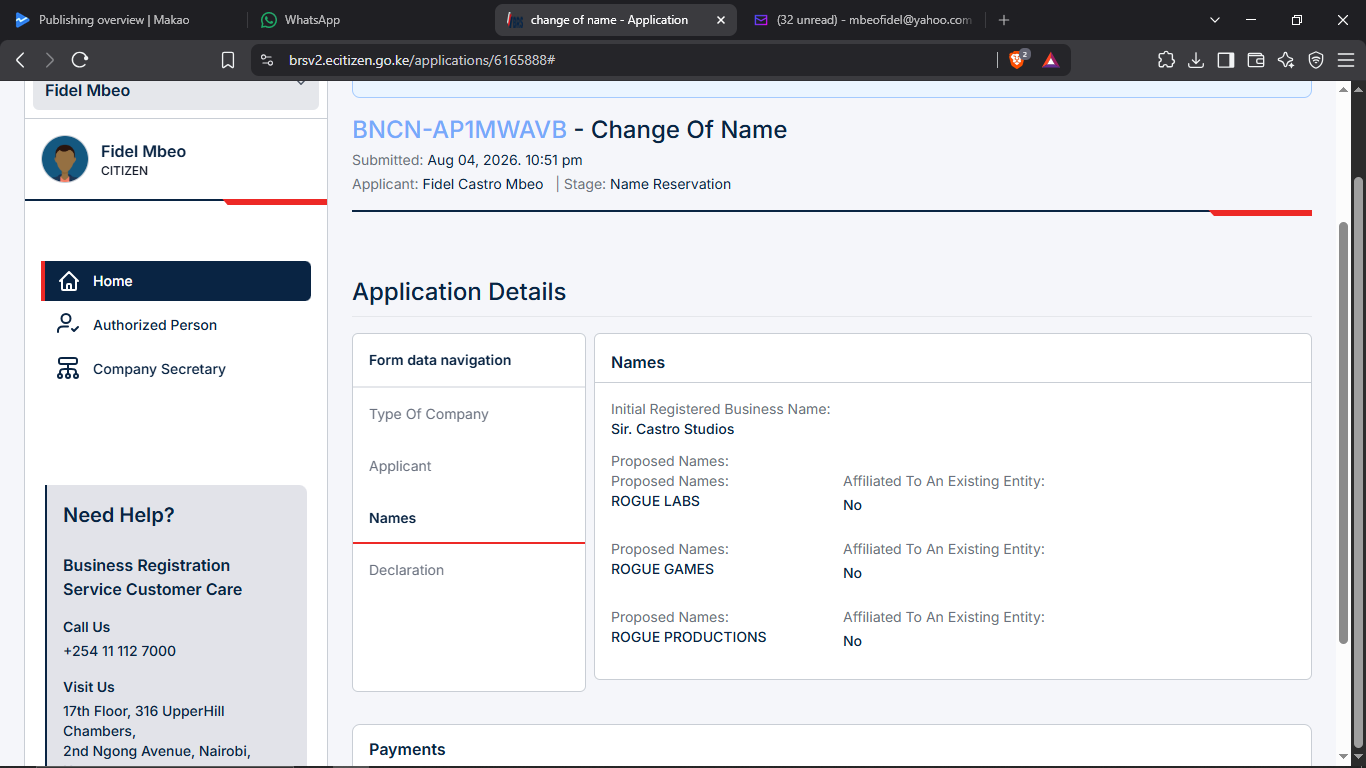 Publishing overview | Makao
WhatsApp
change of name - Application
(32 unread) - mbeofidel@yahoo.com
brsv2.ecitizen.go.ke/applications/6165888#
2
Fidel Mbeo
Fidel Mbeo
CITIZEN
Home
Authorized Person
Company Secretary
Need Help?
Business Registration
Service Customer Care
Call Us
+254 11 112 7000
Visit Us
17th Floor, 316 UpperHill
Chambers,
2nd Ngong Avenue, Nairobi,
BNCN-AP1MWAVB - Change Of Name
Submitted: Aug 04, 2026. 10:51 pm
Applicant: Fidel Castro Mbeo | Stage: Name Reservation
Application Details
Form data navigation
Type Of Company
Applicant
Names
Declaration
Names
Initial Registered Business Name:
Sir. Castro Studios
Proposed Names:
Proposed Names: Affiliated To An Existing Entity:
ROGUE LABS No
Proposed Names: Affiliated To An Existing Entity:
ROGUE GAMES No
Proposed Names: Affiliated To An Existing Entity:
ROGUE PRODUCTIONS No
Payments